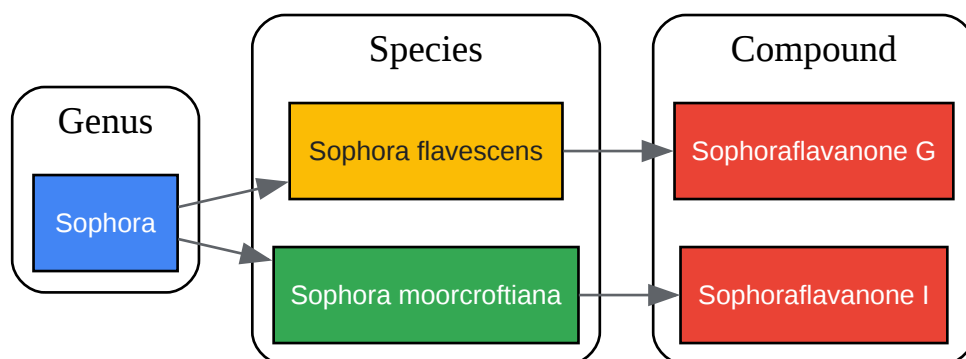 Genus
Sophora
Species
Sophora flavescens
Sophora moorcroftiana
Compound
Sophoraflavanone G
Sophoraflavanone I